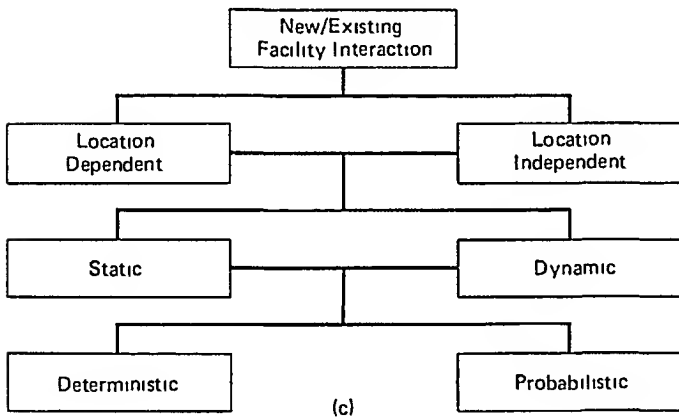 New/Existing
Facility Interaction
Location
Dependent
Location
Independent
Static
Dynamic
Deterministic
Probabilistic
(c)